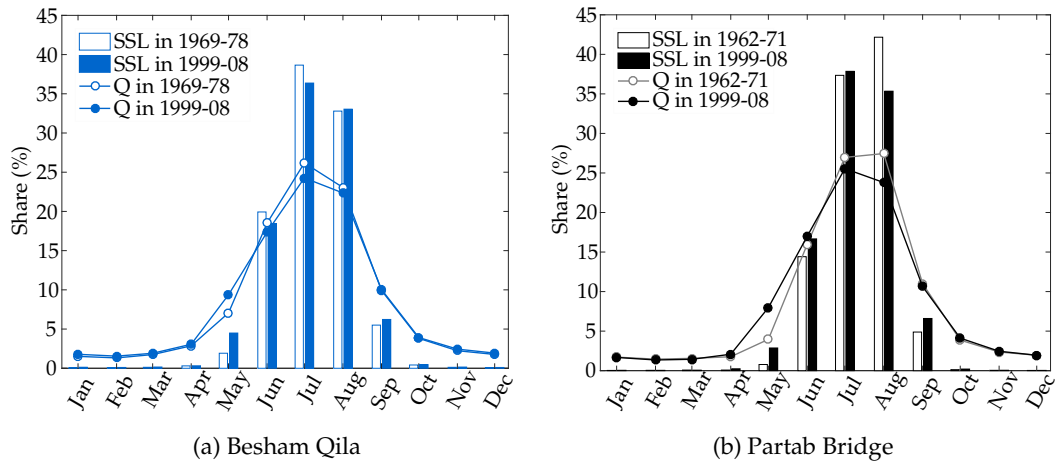 45
40
35
30
25
20
15
10
5
0
Share (%)
SSL in 1969-78
SSL in 1999-08
Q in 1969-78
Q in 1999-08
Jan Feb Mar Apr May Jun Jul Aug Sep Oct Nov Dec
(a) Besham Qila
45
40
35
30
25
20
15
10
5
0
Share (%)
SSL in 1962-71
SSL in 1999-08
Q in 1962-71
Q in 1999-08
Jan Feb Mar Apr May Jun Jul Aug Sep Oct Nov Dec
(b) Partab Bridge